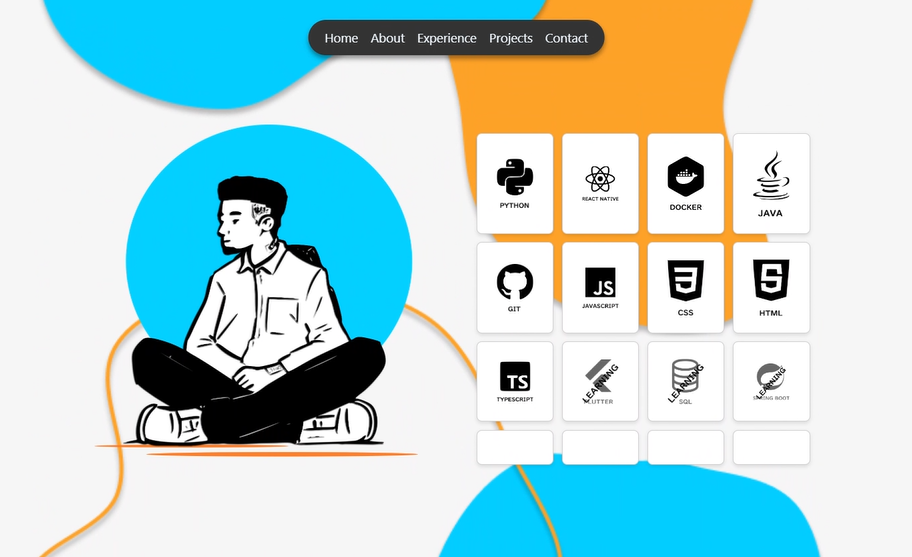 Home About Experience Projects Contact
PYTHON
REACT NATIVE
DOCKER
JAVA
GIT
JS
JAVASCRIPT
CSS
HTML
TS
TYPESCRIPT
LEARNING
FLUTTER
LEARNING
SQL
LEARNING
SPRING BOOT